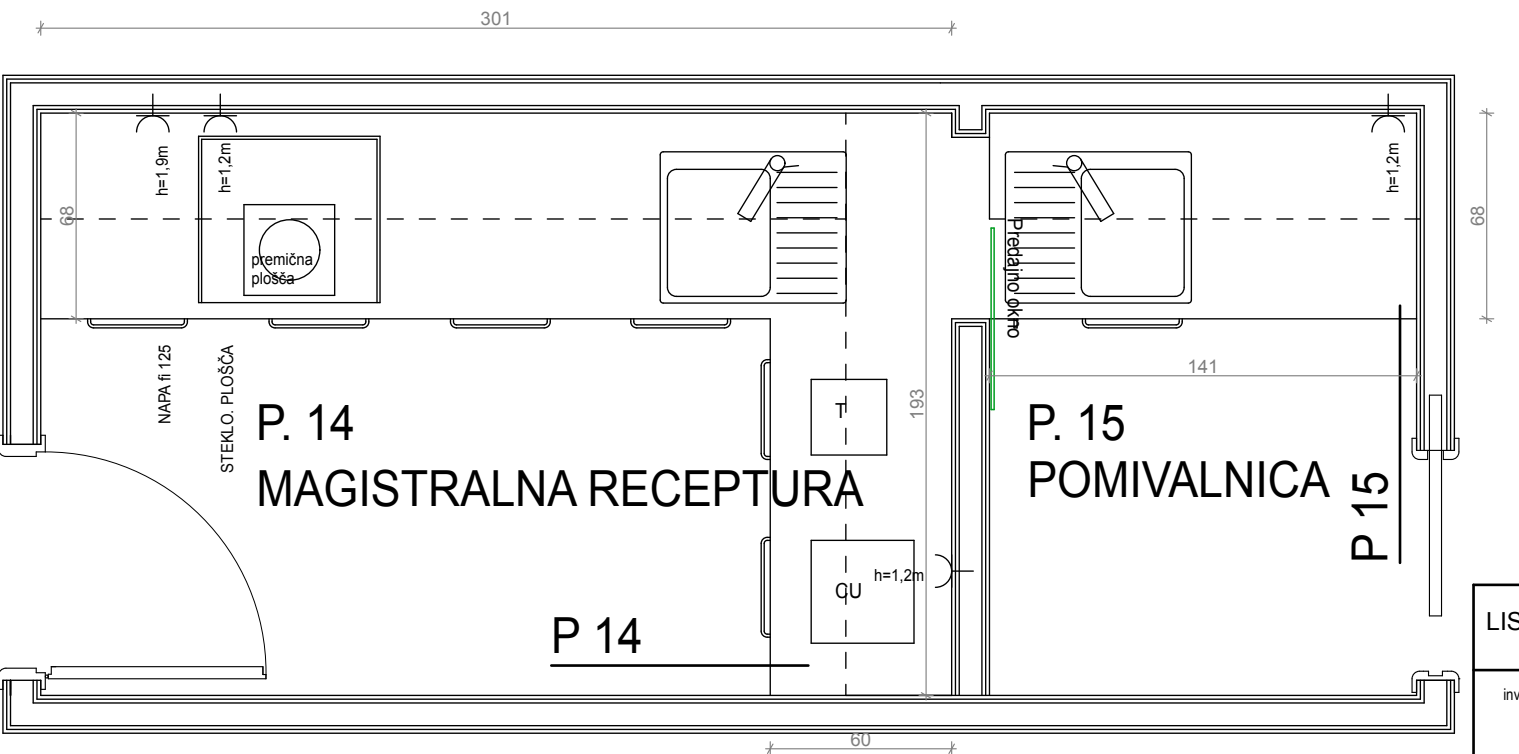 301
h=1,9m
h=1,2m
h=1,2m
68
68
premična
plošča
Predajno okno
NAPA fi 125
STEKLO. PLOŠČA
141
193
P. 14
MAGISTRALNA RECEPTURA
T
P. 15
POMIVALNICA
P 15
CU
h=1,2m
P 14
LIS
inv
60